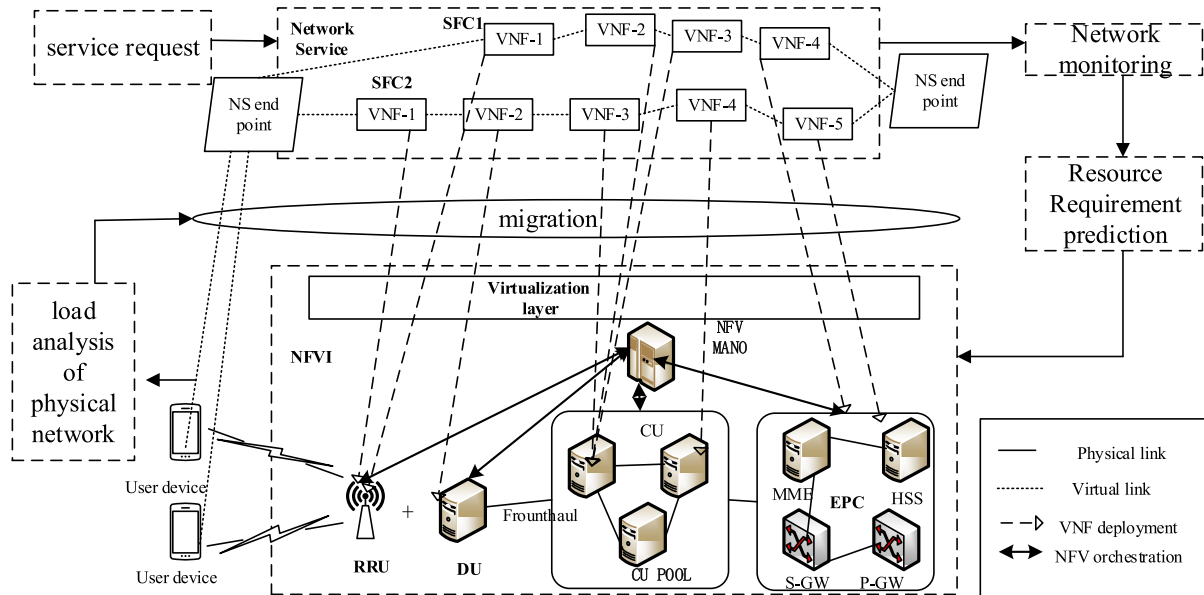 service request
Network
Service
SFC1
VNF-1
VNF-2
VNF-3
VNF-4
Network
monitoring
NS end
point
SFC2
VNF-1
VNF-2
VNF-3
VNF-4
VNF-5
NS end
point
Resource
Requirement
prediction
migration
load
analysis
of
physical
network
Virtualization
layer
NFVI
NFV
MANO
CU
CU POOL
MME
HSS
EPC
S-GW
P-GW
User device
User device
RRU
+
DU
Frounthaul
Physical link
Virtual link
VNF deployment
NFV orchestration